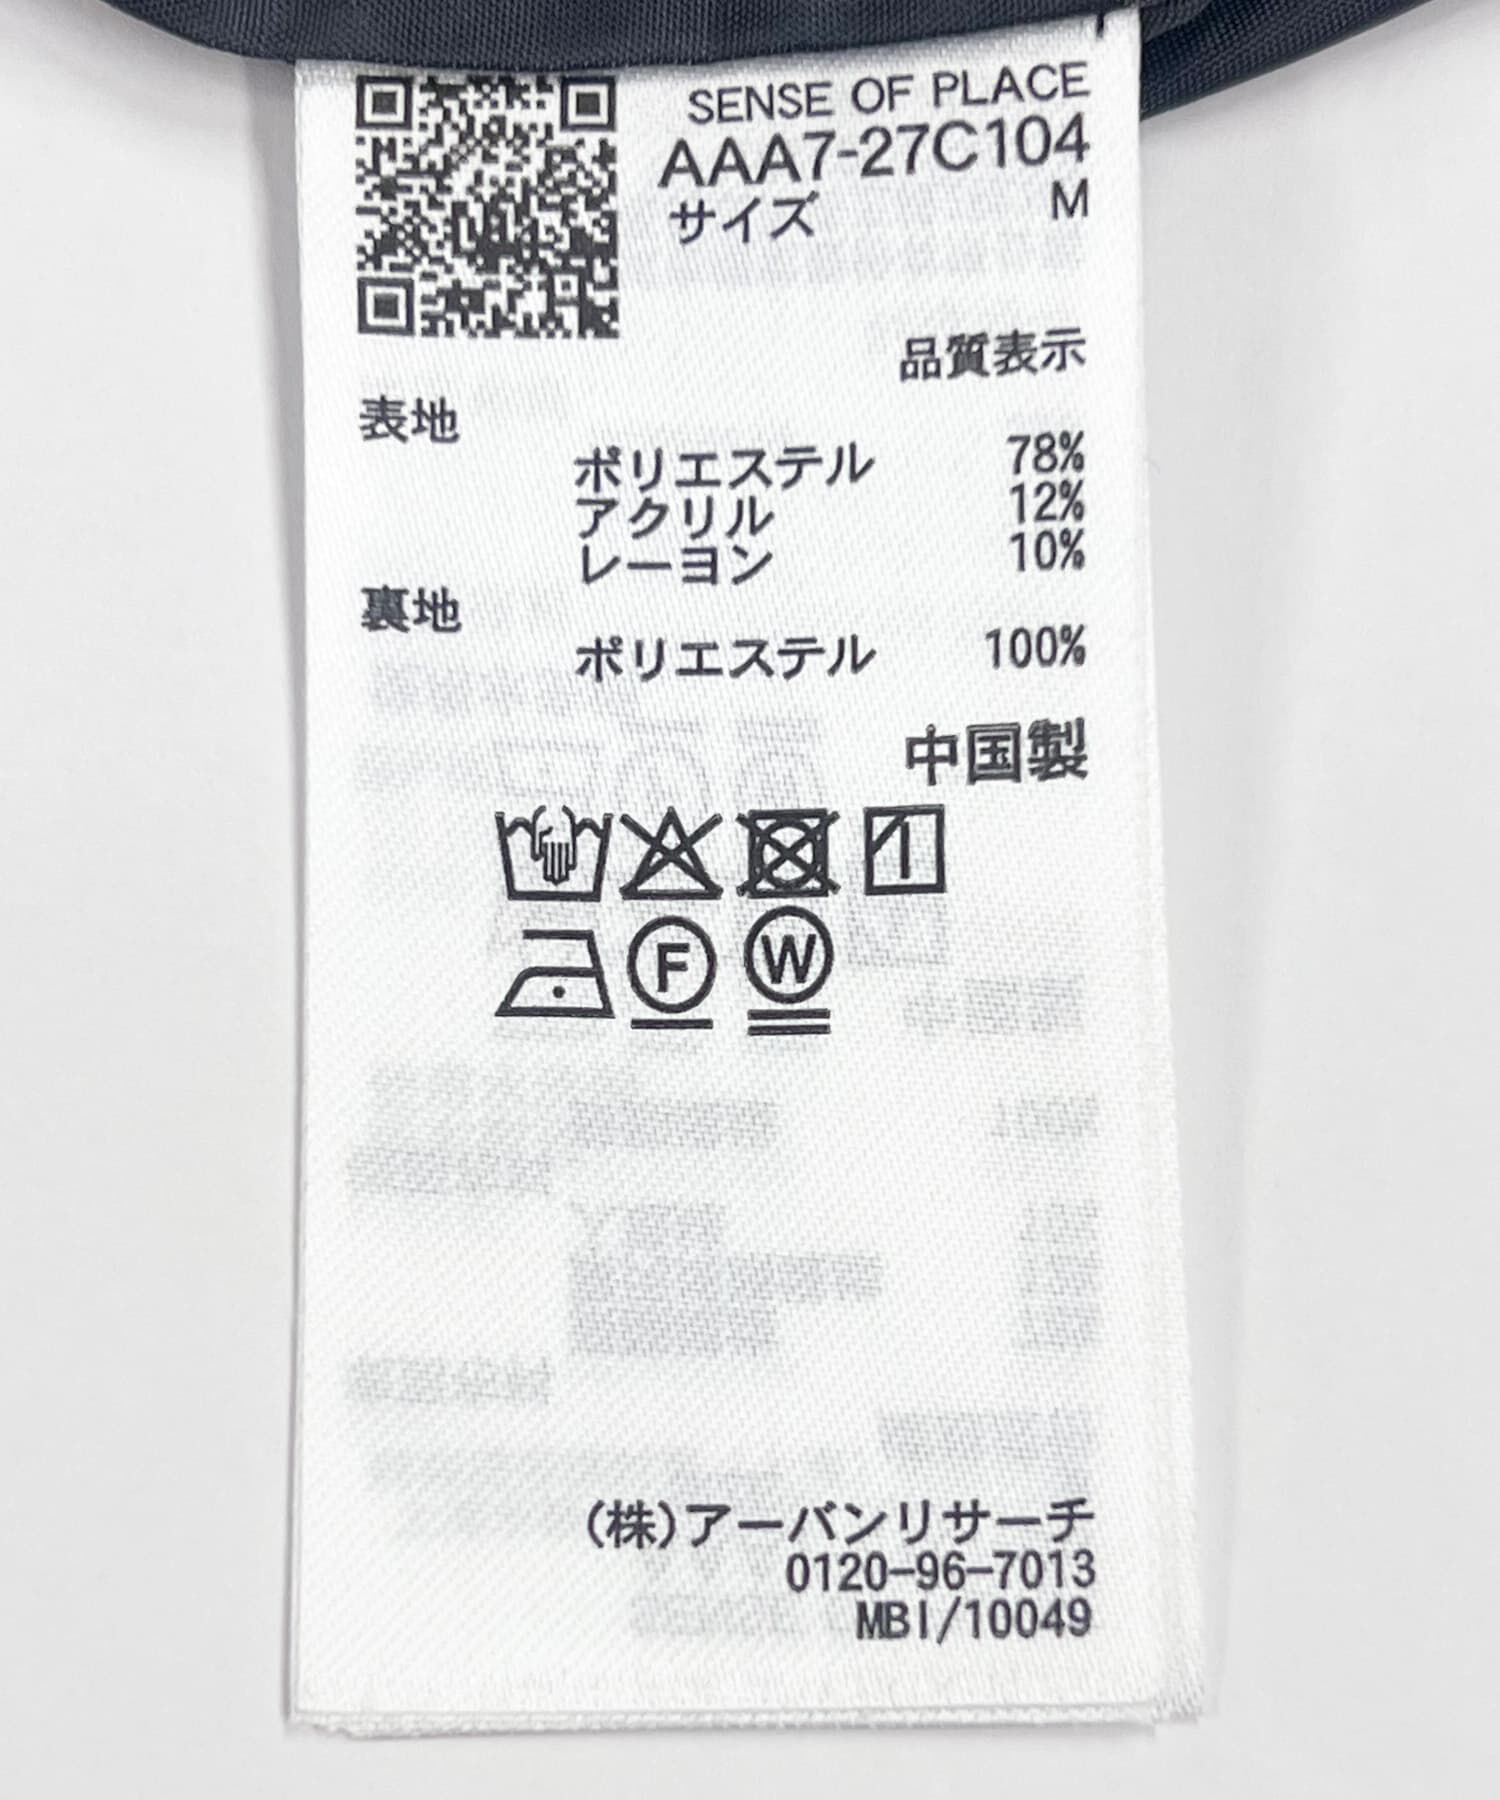 SENSE OF PLACE
AAA7-27C104
サイズ M
品質表示
表地
ポリエステル 78%
アクリル 12%
レーヨン 10%
裏地
ポリエステル 100%
中国製
F W
(株)アーバンリサーチ
0120-96-7013
MBI/10049